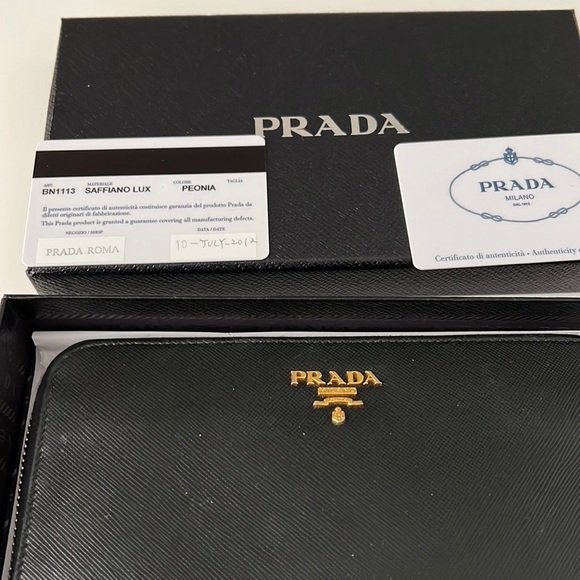 PRADA
ART. MATERIALE COLORE TAGLIA
BN1113 SAFFIANO LUX PEONIA
Il presente certificato di autenticità costituisce garanzia del prodotto Prada da
difetti originari di fabbricazione.
This Prada product is granted a guarantee covering all manufacturing defects.
NEGOZIO / SHOP DATA / DATE
PRADA ROMA 10-JULY-2012
PRADA
MILANO
DAL 1913
Certificato di autenticità · Authenticity
PRADA